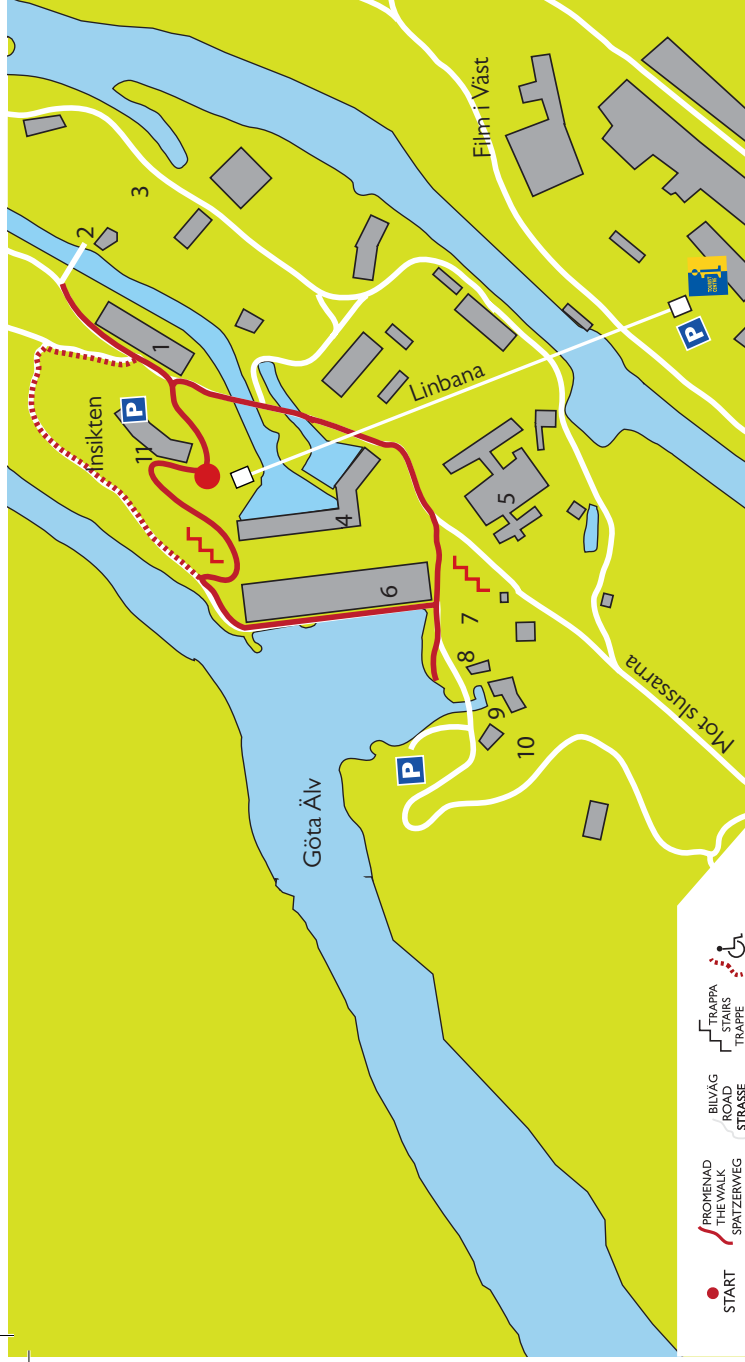 Insikten
2
P
3
11
1
Göta Älv
4
6
P
Linbana
Film i Väst
8
7
5
9
10
Mot slussarna
P
i
START
PROMENAD
THE WALK
SPATZERWEG
BILVÄG
ROAD
STRASSE
TRAPPA
STAIRS
TRAPPE